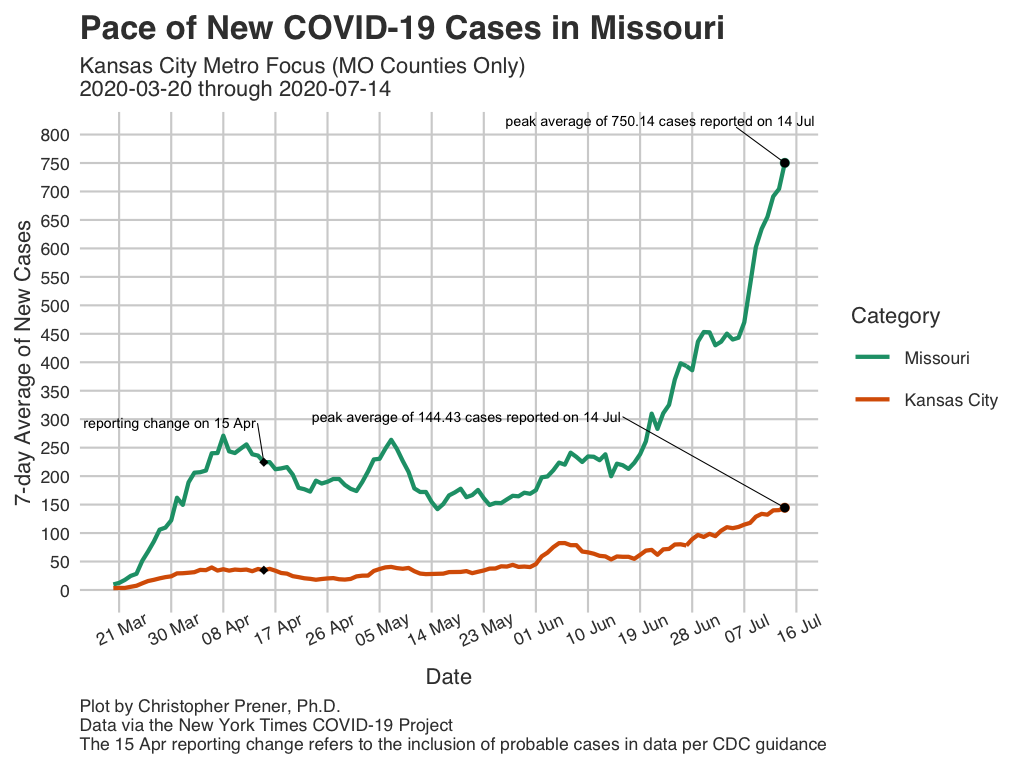 Pace of New COVID-19 Cases in Missouri
Kansas City Metro Focus (MO Counties Only)
2020-03-20 through 2020-07-14
peak average of 750.14 cases reported on 14 Jul
reporting change on 15 Apr
peak average of 144.43 cases reported on 14 Jul
7-day Average of New Cases
800
750
700
650
600
550
500
450
400
350
300
250
200
150
100
50
0
21 Mar
30 Mar
08 Apr
17 Apr
26 Apr
05 May
14 May
23 May
01 Jun
10 Jun
19 Jun
28 Jun
07 Jul
16 Jul
Date
Category
Missouri
Kansas City
Plot by Christopher Prener, Ph.D.
Data via the New York Times COVID-19 Project
The 15 Apr reporting change refers to the inclusion of probable cases in data per CDC guidance